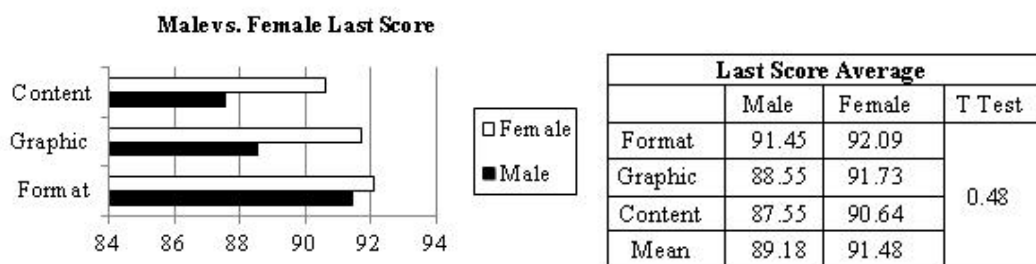 Male vs. Female Last Score
Content
Graphic
Format
84 86 88 90 92 94
Female
Male
Last Score Average
Male Female T Test
Format 91.45 92.09
Graphic 88.55 91.73
Content 87.55 90.64
Mean 89.18 91.48
0.48